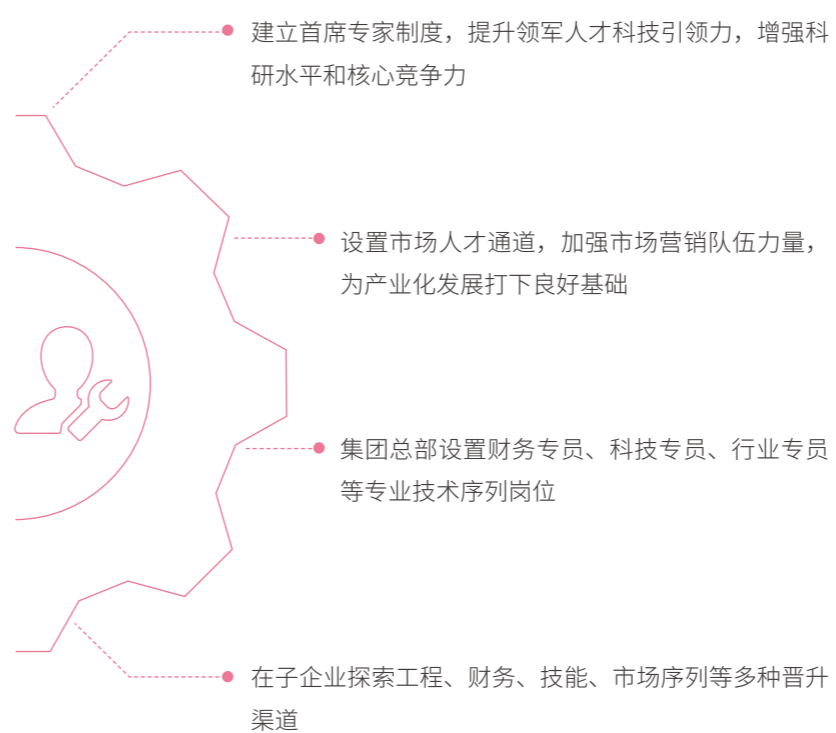 建立首席专家制度，提升领军人才科技引领力，增强科
研水平和核心竞争力
设置市场人才通道，加强市场营销队伍力量，
为产业化发展打下良好基础
集团总部设置财务专员、科技专员、行业专员
等专业技术序列岗位
在子企业探索工程、财务、技能、市场序列等多种晋升
渠道